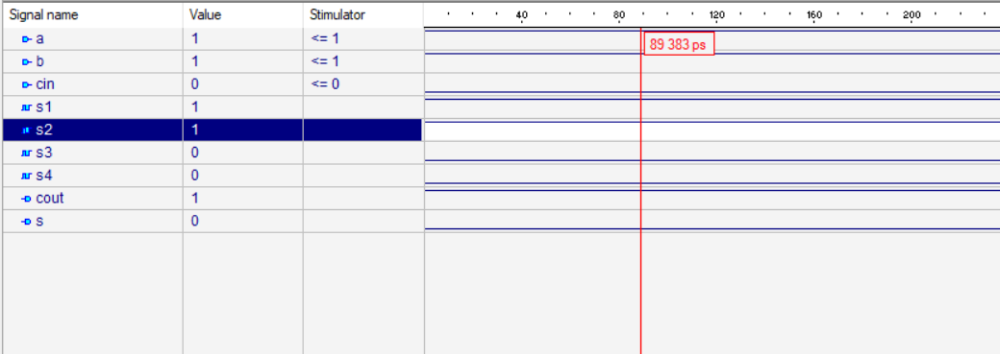 Signal name Value Stimulator 40 80 120 160 200
a 1 <= 1 89 383 ps
b 1 <= 1
cin 0 <= 0
s1 1
s2 1
s3 0
s4 0
cout 1
s 0